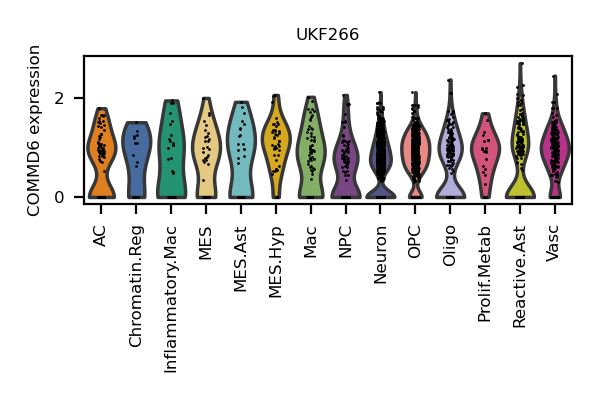 UKF266
COMMD6 expression
2
0
AC
Chromatin.Reg
Inflammatory.Mac
MES
MES.Ast
MES.Hyp
Mac
NPC
Neuron
OPC
Oligo
Prolif.Metab
Reactive.Ast
Vasc